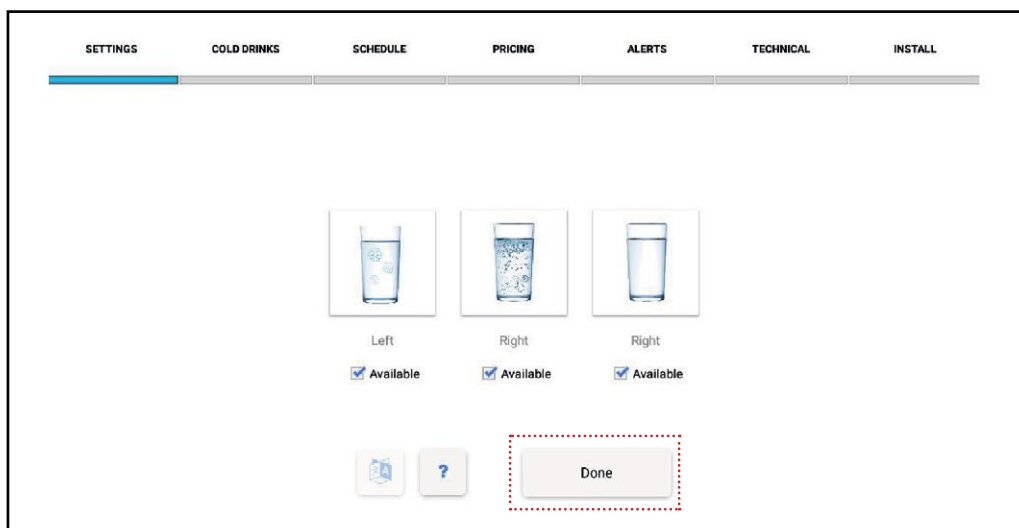 SETTINGS COLD DRINKS SCHEDULE PRICING ALERTS TECHNICAL INSTALL
Left Right Right
Available Available Available
? Done